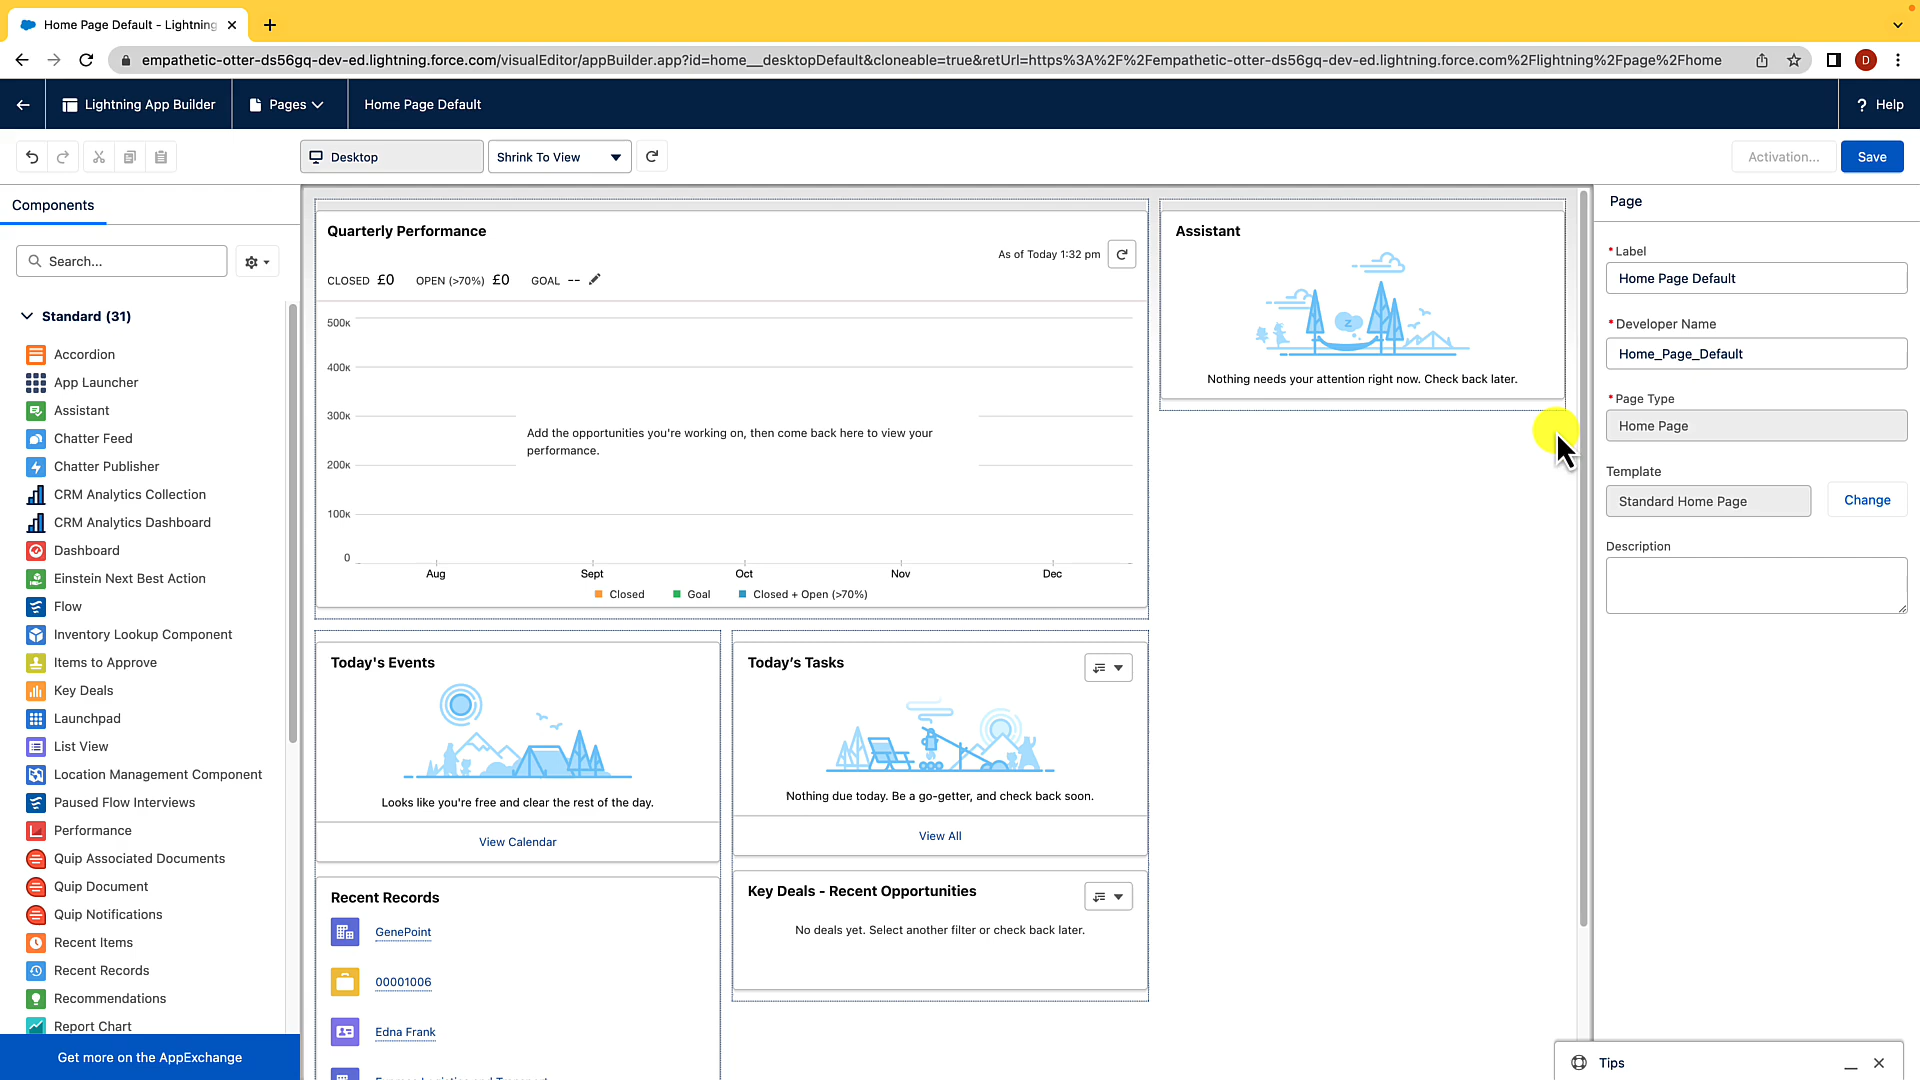 Home Page Default - Lightning
empathetic-otter-ds56gq-dev-ed.lightning.force.com/visualEditor/appBuilder.app?id=home__desktopDefault&cloneable=true&retUrl=https%3A%2F%2Fempathetic-otter-ds56gq-dev-ed.lightning.force.com%2Flightning%2Fpage%2Fhome
D
Lightning App Builder
Pages
Home Page Default
? Help
Desktop
Shrink To View
Activation...
Save
Components
Search...
Standard (31)
Accordion
App Launcher
Assistant
Chatter Feed
Chatter Publisher
CRM Analytics Collection
CRM Analytics Dashboard
Dashboard
Einstein Next Best Action
Flow
Inventory Lookup Component
Items to Approve
Key Deals
Launchpad
List View
Location Management Component
Paused Flow Interviews
Performance
Quip Associated Documents
Quip Document
Quip Notifications
Recent Items
Recent Records
Recommendations
Report Chart
Get more on the AppExchange
Quarterly Performance
As of Today 1:32 pm
CLOSED £0 OPEN (>70%) £0 GOAL --
500K
400K
300K
200K
100K
0
Add the opportunities you're working on, then come back here to view your
performance.
Aug Sept Oct Nov Dec
Closed Goal Closed + Open (>70%)
Assistant
z
Nothing needs your attention right now. Check back later.
Today's Events
Looks like you're free and clear the rest of the day.
View Calendar
Today’s Tasks
Nothing due today. Be a go-getter, and check back soon.
View All
Recent Records
GenePoint
00001006
Edna Frank
Key Deals - Recent Opportunities
No deals yet. Select another filter or check back later.
Page
*Label
Home Page Default
*Developer Name
Home_Page_Default
*Page Type
Home Page
Template
Standard Home Page
Change
Description
Tips